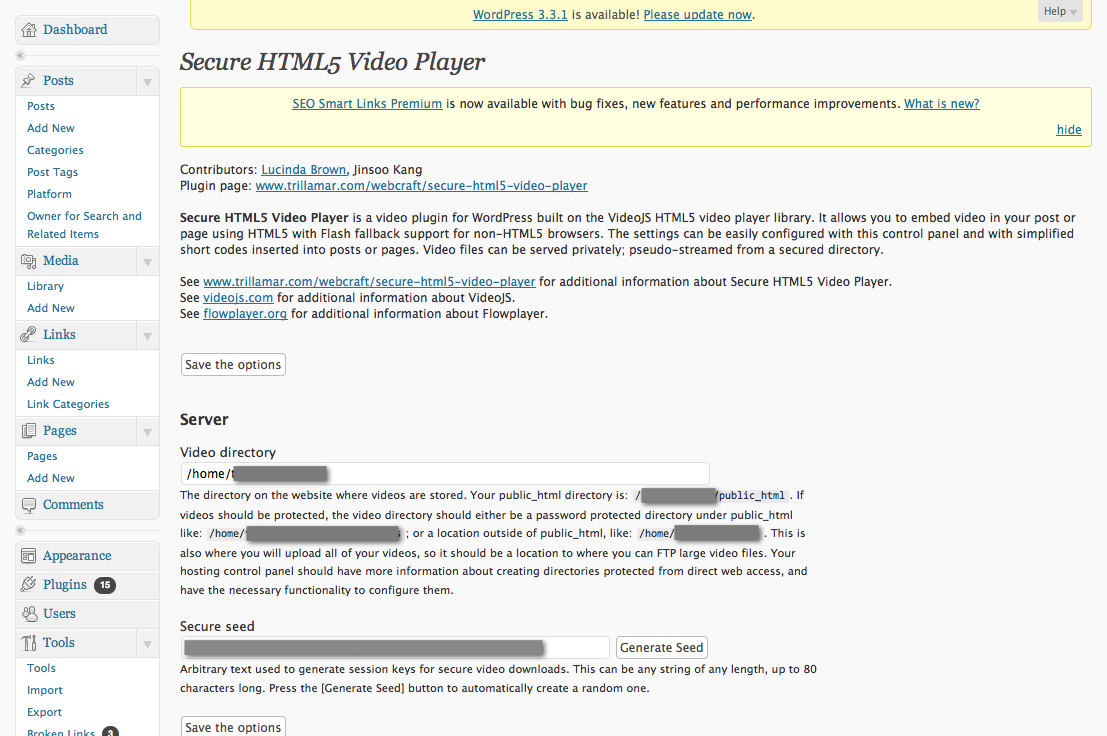 WordPress 3.3.1 is available! Please update now.
Help
Dashboard
Posts
Posts
Add New
Categories
Post Tags
Platform
Owner for Search and
Related Items
Media
Library
Add New
Links
Links
Add New
Link Categories
Pages
Pages
Add New
Comments
Appearance
Plugins 15
Users
Tools
Tools
Import
Export
Broken Links 3
Secure HTML5 Video Player
SEO Smart Links Premium is now available with bug fixes, new features and performance improvements. What is new?
hide
Contributors: Lucinda Brown, Jinsoo Kang
Plugin page: www.trillamar.com/webcraft/secure-html5-video-player
Secure HTML5 Video Player is a video plugin for WordPress built on the VideoJS HTML5 video player library. It allows you to embed video in your post or
page using HTML5 with Flash fallback support for non-HTML5 browsers. The settings can be easily configured with this control panel and with simplified
short codes inserted into posts or pages. Video files can be served privately; pseudo-streamed from a secured directory.
See www.trillamar.com/webcraft/secure-html5-video-player for additional information about Secure HTML5 Video Player.
See videojs.com for additional information about VideoJS.
See flowplayer.org for additional information about Flowplayer.
Save the options
Server
Video directory
/home/
The directory on the website where videos are stored. Your public_html directory is: / /public_html . If
videos should be protected, the video directory should either be a password protected directory under public_html
like: /home/ ; or a location outside of public_html, like: /home/ . This is
also where you will upload all of your videos, so it should be a location to where you can FTP large video files. Your
hosting control panel should have more information about creating directories protected from direct web access, and
have the necessary functionality to configure them.
Secure seed
Generate Seed
Arbitrary text used to generate session keys for secure video downloads. This can be any string of any length, up to 80
characters long. Press the [Generate Seed] button to automatically create a random one.
Save the options